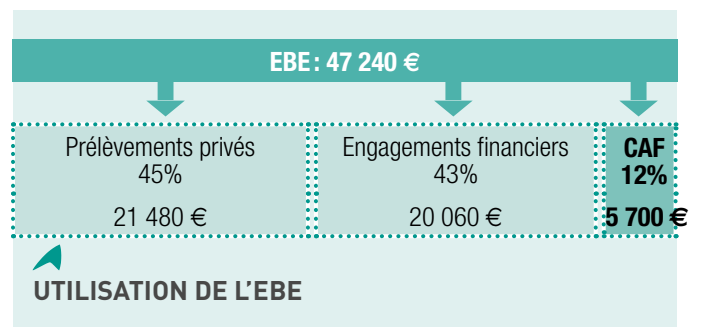 EBE : 47 240 €
Prélèvements privés
45%
21 480 €
Engagements financiers
43%
20 060 €
CAF
12%
5 700 €
UTILISATION DE L’EBE